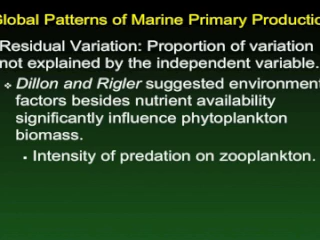 Global Patterns of Marine Primary Productio
Residual Variation: Proportion of variation
not explained by the independent variable.
❖ Dillon and Rigler suggested environment
factors besides nutrient availability
significantly influence phytoplankton
biomass.
▪ Intensity of predation on zooplankton.